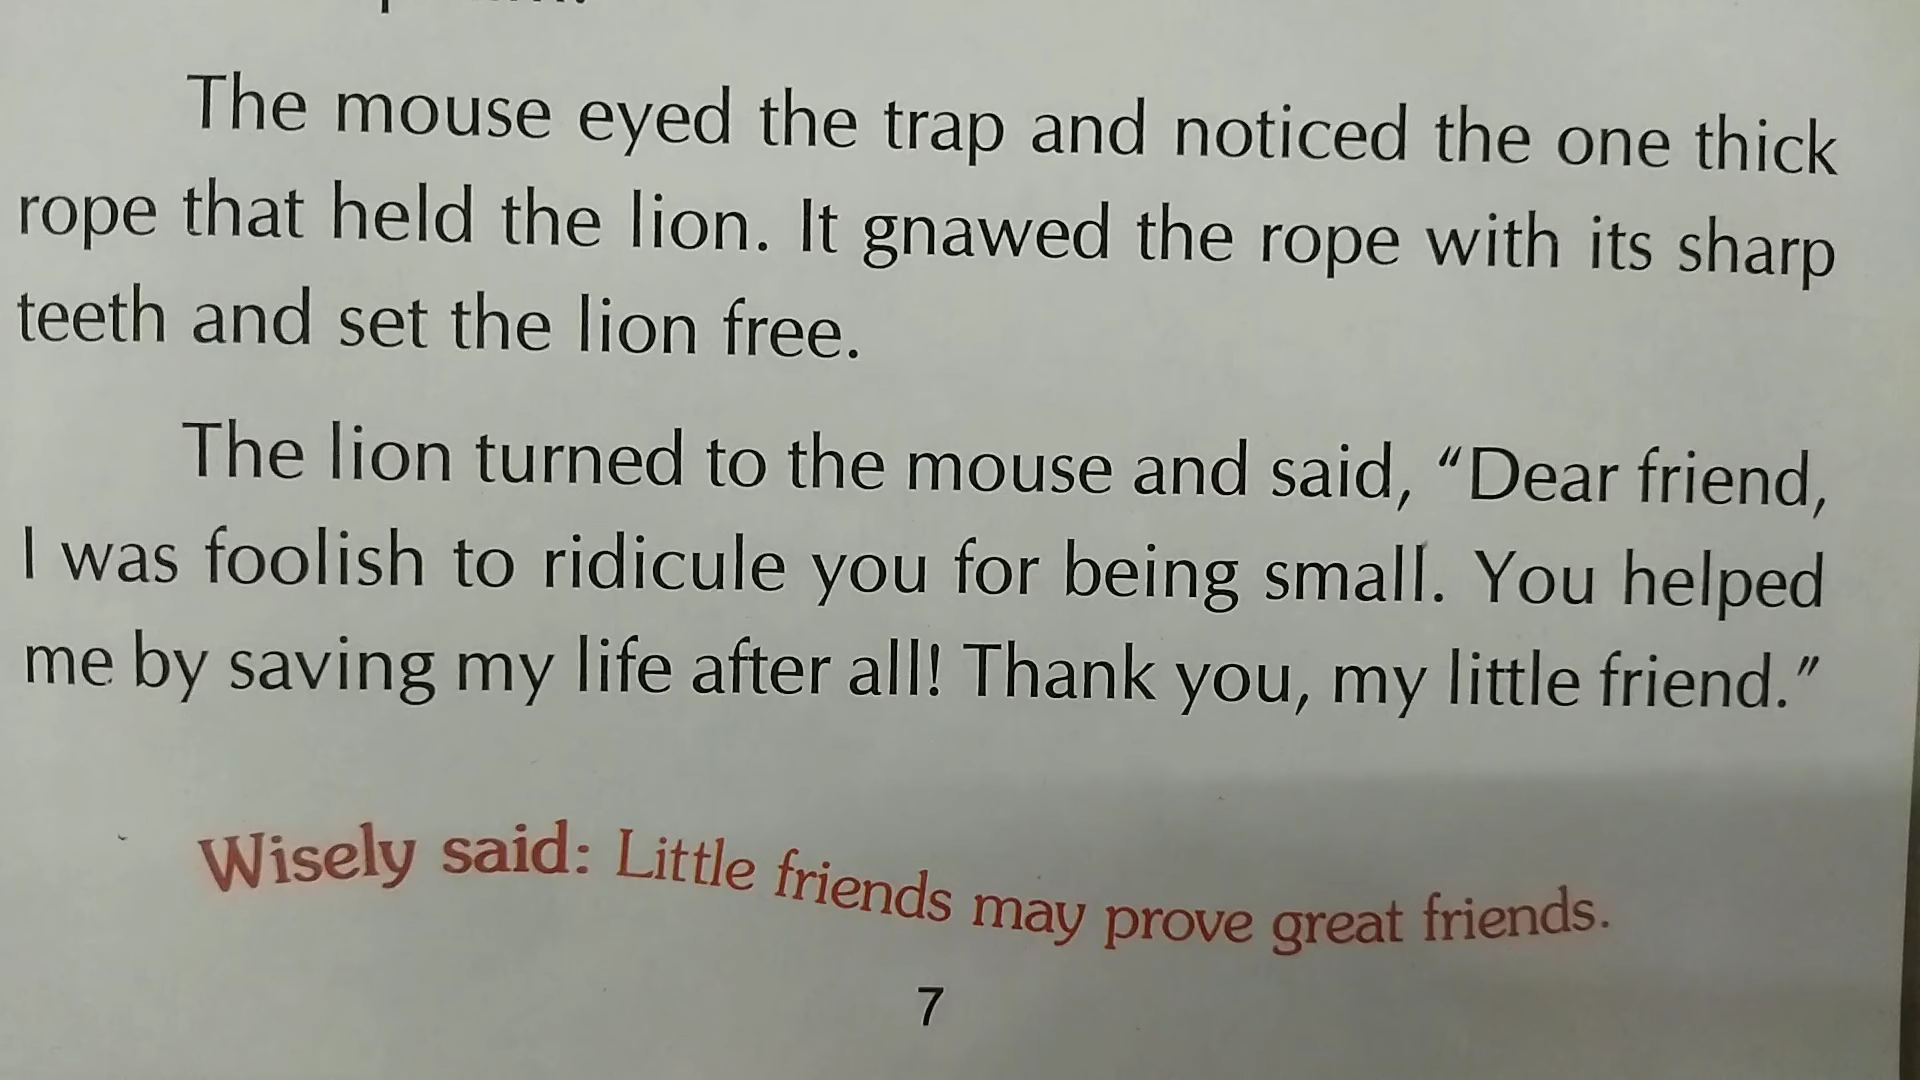 The mouse eyed the trap and noticed the one thick
rope that held the lion. It gnawed the rope with its sharp
teeth and set the lion free.
The lion turned to the mouse and said, “Dear friend,
I was foolish to ridicule you for being small. You helped
me by saving my life after all! Thank you, my little friend.”
Wisely said: Little friends may prove great friends.
7